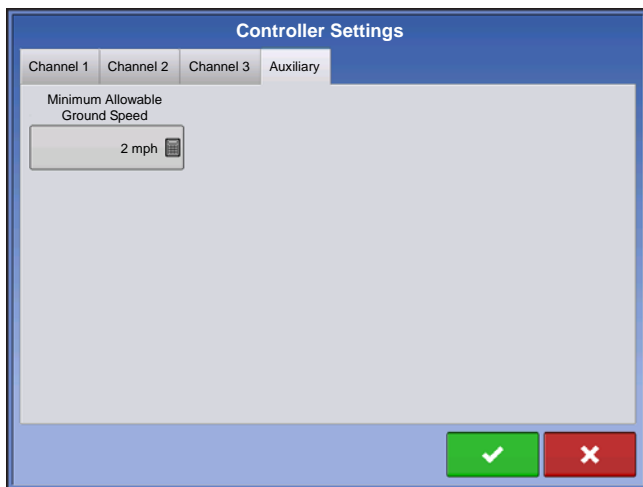 Controller Settings
Channel 1 Channel 2 Channel 3 Auxiliary
Minimum Allowable
Ground Speed
2 mph